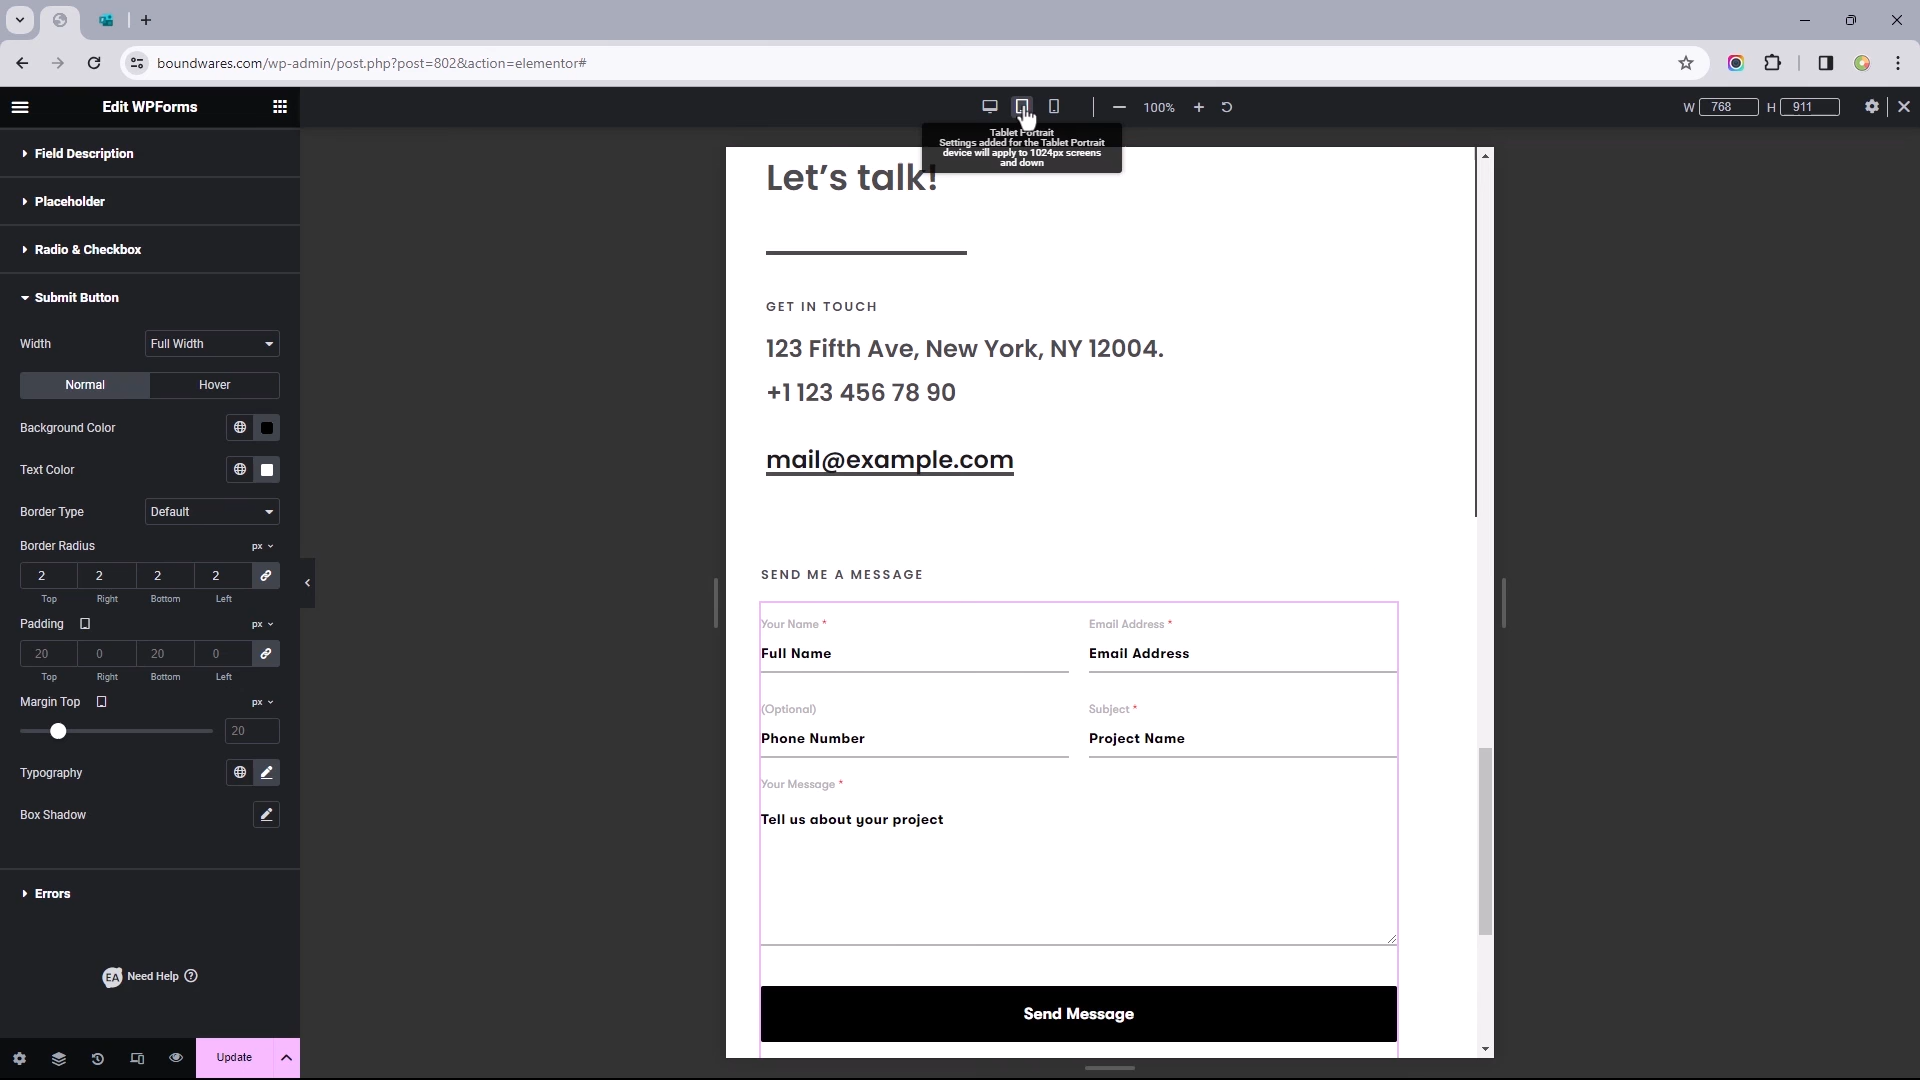 boundwares.com/wp-admin/post.php?post=802&action=elementor#
Edit WPForms
100%
W 768 H 911
Tablet Portrait
Settings added for the Tablet Portrait
device will apply to 1024px screens
and down
Field Description
Placeholder
Radio & Checkbox
Submit Button
Width Full Width
Normal Hover
Background Color
Text Color
Border Type Default
Border Radius px
2 2 2 2
Top Right Bottom Left
Padding px
20 0 20 0
Top Right Bottom Left
Margin Top px
20
Typography
Box Shadow
Errors
EA Need Help ?
Update
Let’s talk!
GET IN TOUCH
123 Fifth Ave, New York, NY 12004.
+1 123 456 78 90
mail@example.com
SEND ME A MESSAGE
Your Name * Email Address *
Full Name Email Address
(Optional) Subject *
Phone Number Project Name
Your Message *
Tell us about your project
Send Message